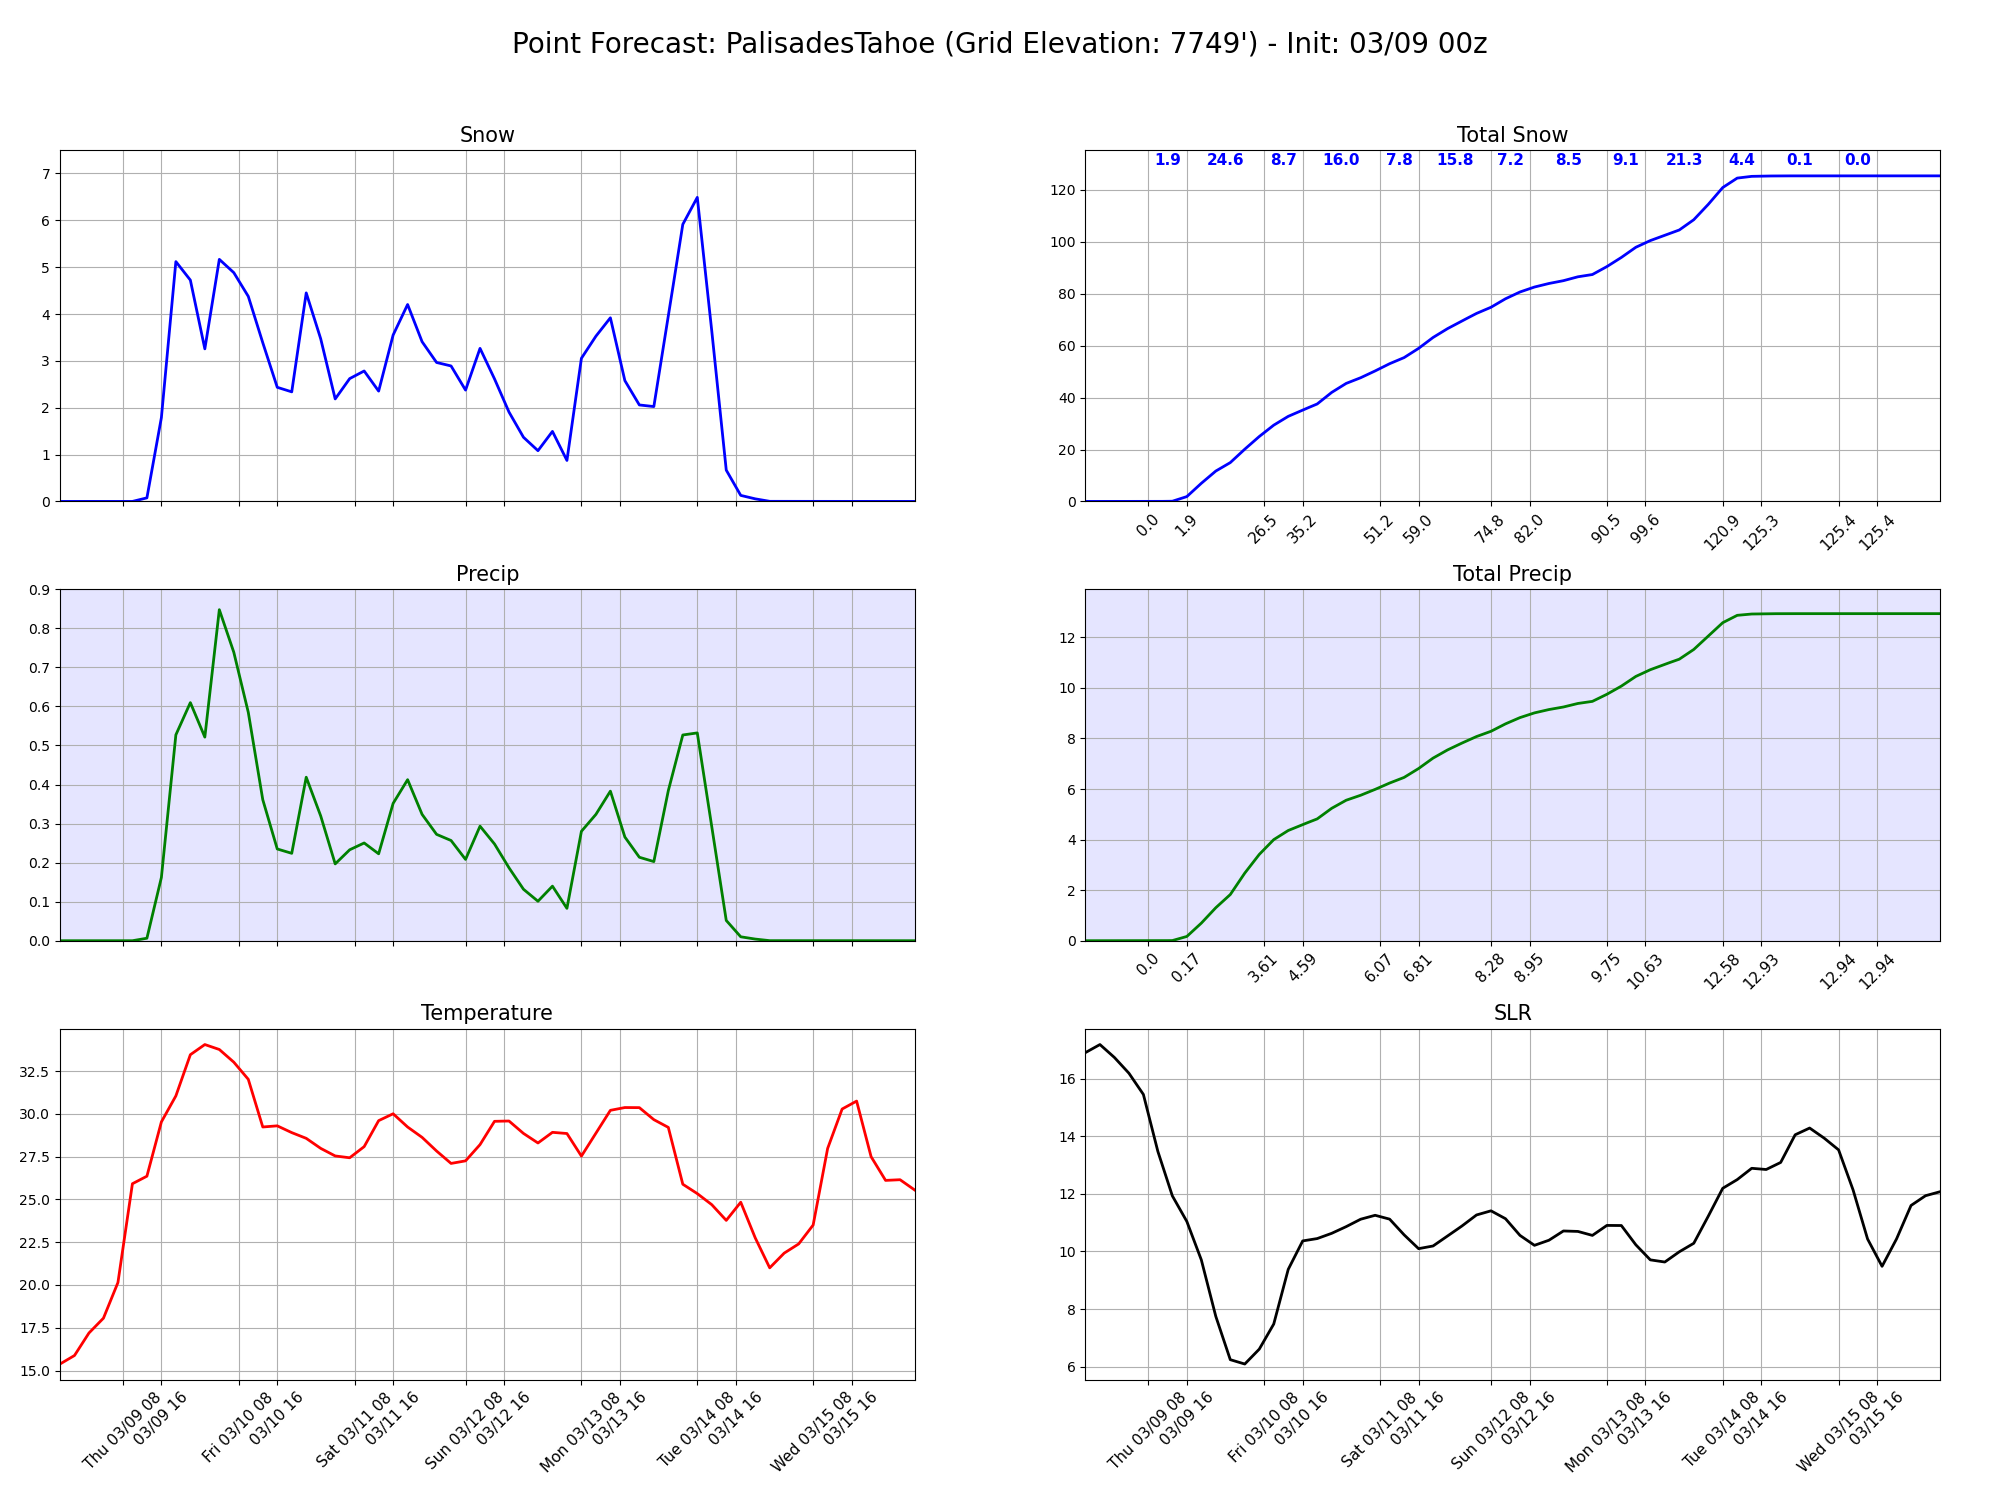 Point Forecast: PalisadesTahoe (Grid Elevation: 7749') - Init: 03/09 00z
Snow
7
6
5
4
3
2
1
0
Total Snow
1.9 24.6 8.7 16.0 7.8 15.8 7.2 8.5 9.1 21.3 4.4 0.1 0.0
120
100
80
60
40
20
0
0.0 1.9 26.5 35.2 51.2 59.0 74.8 82.0 90.5 99.6 120.9 125.3 125.4 125.4
Precip
0.9
0.8
0.7
0.6
0.5
0.4
0.3
0.2
0.1
0.0
Total Precip
12
10
8
6
4
2
0
0.0 0.17 3.61 4.59 6.07 6.81 8.28 8.95 9.75 10.63 12.58 12.93 12.94 12.94
Temperature
32.5
30.0
27.5
25.0
22.5
20.0
17.5
15.0
Thu 03/09 08
03/09 16
Fri 03/10 08
03/10 16
Sat 03/11 08
03/11 16
Sun 03/12 08
03/12 16
Mon 03/13 08
03/13 16
Tue 03/14 08
03/14 16
Wed 03/15 08
03/15 16
SLR
16
14
12
10
8
6
Thu 03/09 08
03/09 16
Fri 03/10 08
03/10 16
Sat 03/11 08
03/11 16
Sun 03/12 08
03/12 16
Mon 03/13 08
03/13 16
Tue 03/14 08
03/14 16
Wed 03/15 08
03/15 16